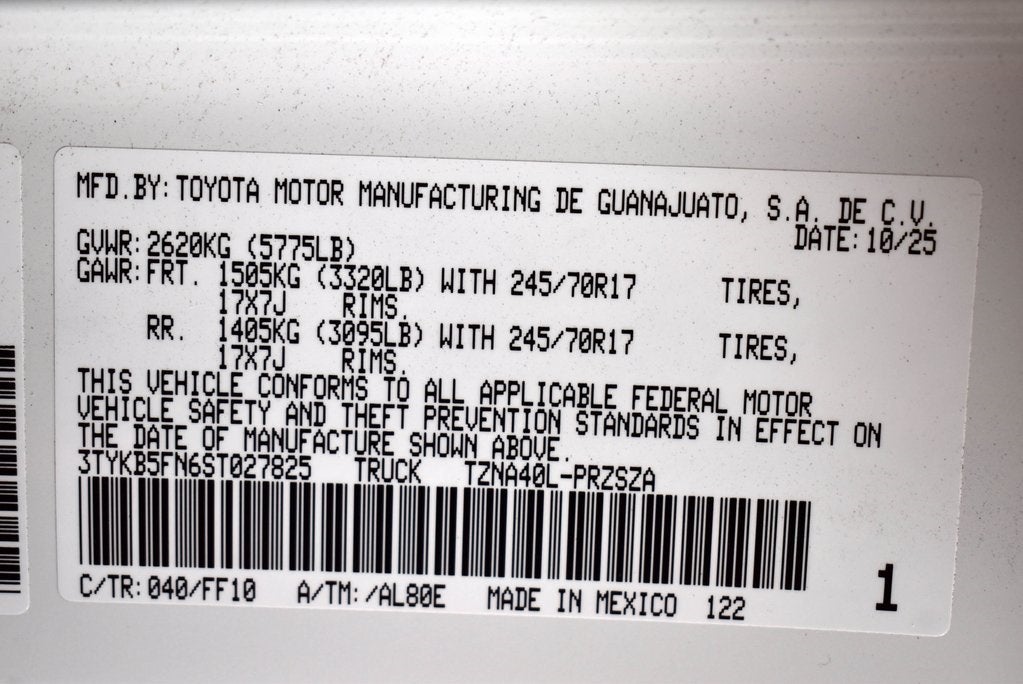 MFD.BY: TOYOTA MOTOR MANUFACTURING DE GUANAJUATO, S.A. DE C.V.
DATE: 10/25
GVWR: 2620KG (5775LB)
GAWR: FRT. 1505KG (3320LB) WITH 245/70R17 TIRES,
17X7J RIMS.
RR. 1405KG (3095LB) WITH 245/70R17 TIRES,
17X7J RIMS.
THIS VEHICLE CONFORMS TO ALL APPLICABLE FEDERAL MOTOR
VEHICLE SAFETY AND THEFT PREVENTION STANDARDS IN EFFECT ON
THE DATE OF MANUFACTURE SHOWN ABOVE.
3TYKB5FN6ST027825 TRUCK TZNA40L-PRZSZA
C/TR: 040/FF10 A/TM: /AL80E MADE IN MEXICO 122
1